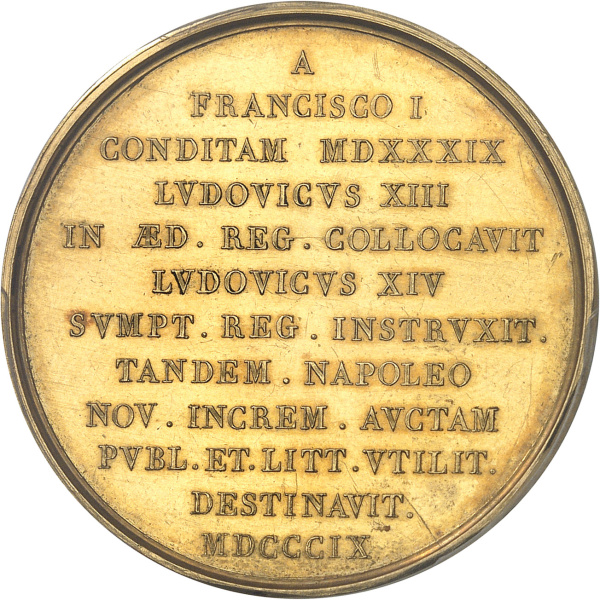 A
FRANCISCO I
CONDITAM MDXXXIX
LVDOVICVS XIII
IN ÆD. REG. COLLOCAVIT
LVDOVICVS XIV
SVMPT. REG. INSTRVXIT.
TANDEM. NAPOLEO
NOV. INCREM. AVCTAM
PVBL. ET. LITT. VTILIT.
DESTINAVIT.
MDCCCIX